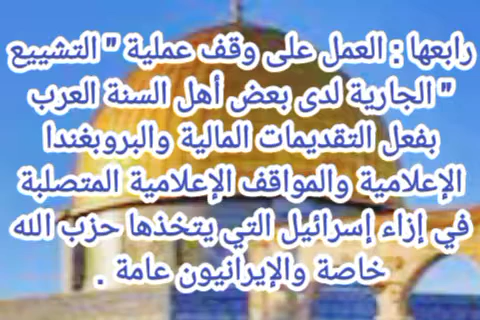 رابعها : العمل على وقف عملية " التشييع
" الجارية لدى بعض أهل السنة العرب
بفعل التقديمات المالية والبروبغندا
الإعلامية والمواقف الإعلامية المتصلبة
في إزاء إسرائيل التي يتخذها حزب الله
خاصة والإيرانيون عامة .